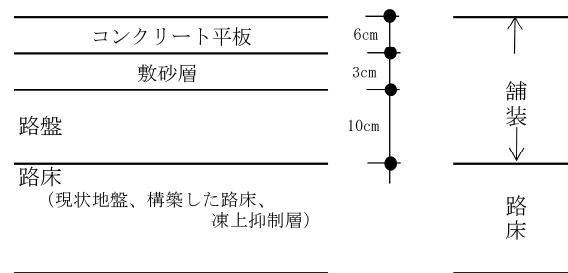 コンクリート平板
敷砂層
路盤
路床
（現状地盤、構築した路床、
凍上抑制層）
6cm
3cm
10cm
舗装
路床